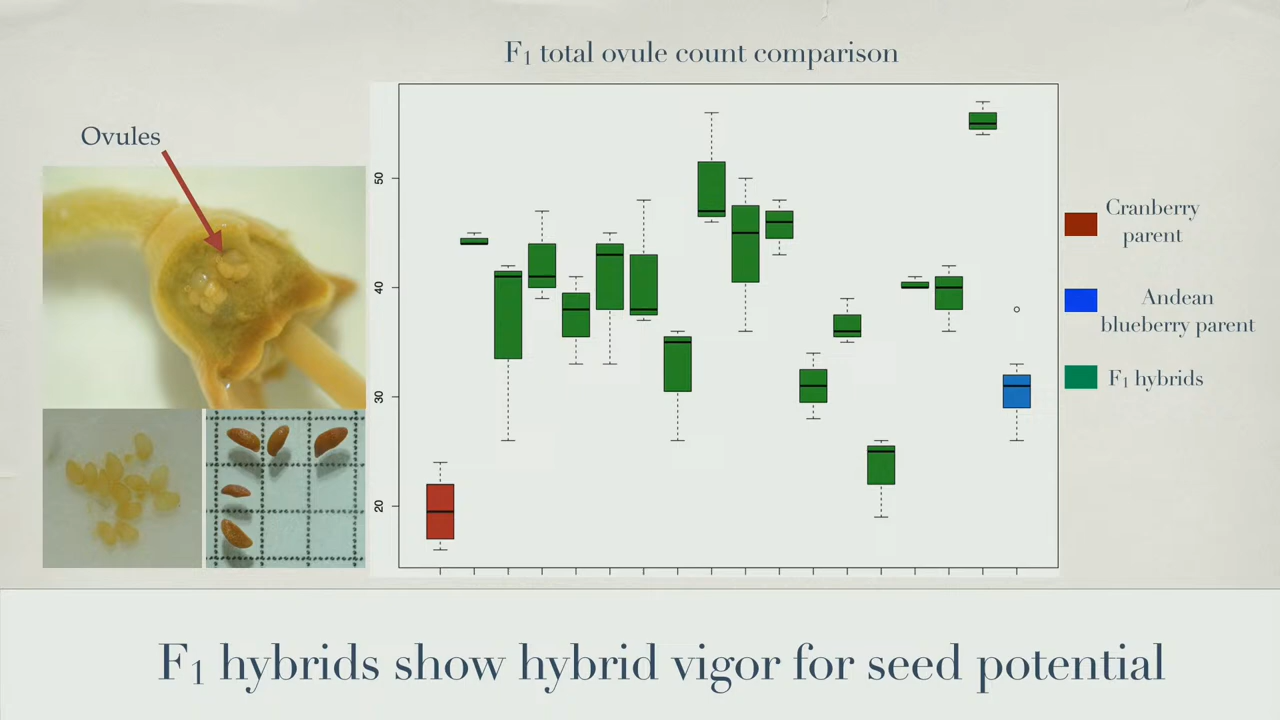 F₁ total ovule count comparison
Ovules
50
40
30
20
Cranberry
parent
Andean
blueberry parent
F₁ hybrids
F₁ hybrids show hybrid vigor for seed potential